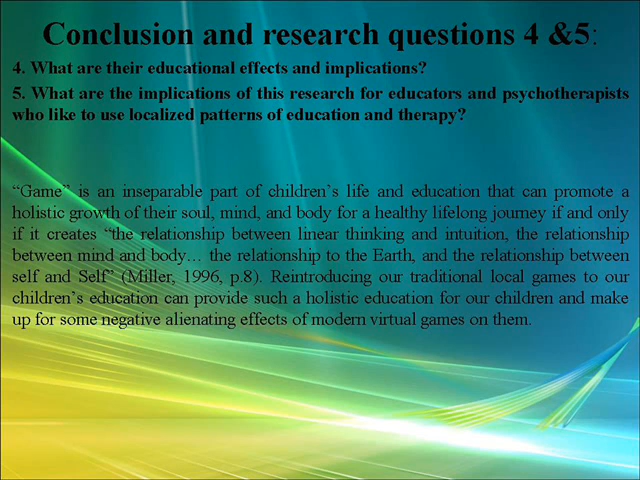 Conclusion and research questions 4 &5:
4. What are their educational effects and implications?
5. What are the implications of this research for educators and psychotherapists
who like to use localized patterns of education and therapy?
“Game” is an inseparable part of children’s life and education that can promote a
holistic growth of their soul, mind, and body for a healthy lifelong journey if and only
if it creates “the relationship between linear thinking and intuition, the relationship
between mind and body… the relationship to the Earth, and the relationship between
self and Self” (Miller, 1996, p.8). Reintroducing our traditional local games to our
children’s education can provide such a holistic education for our children and make
up for some negative alienating effects of modern virtual games on them.